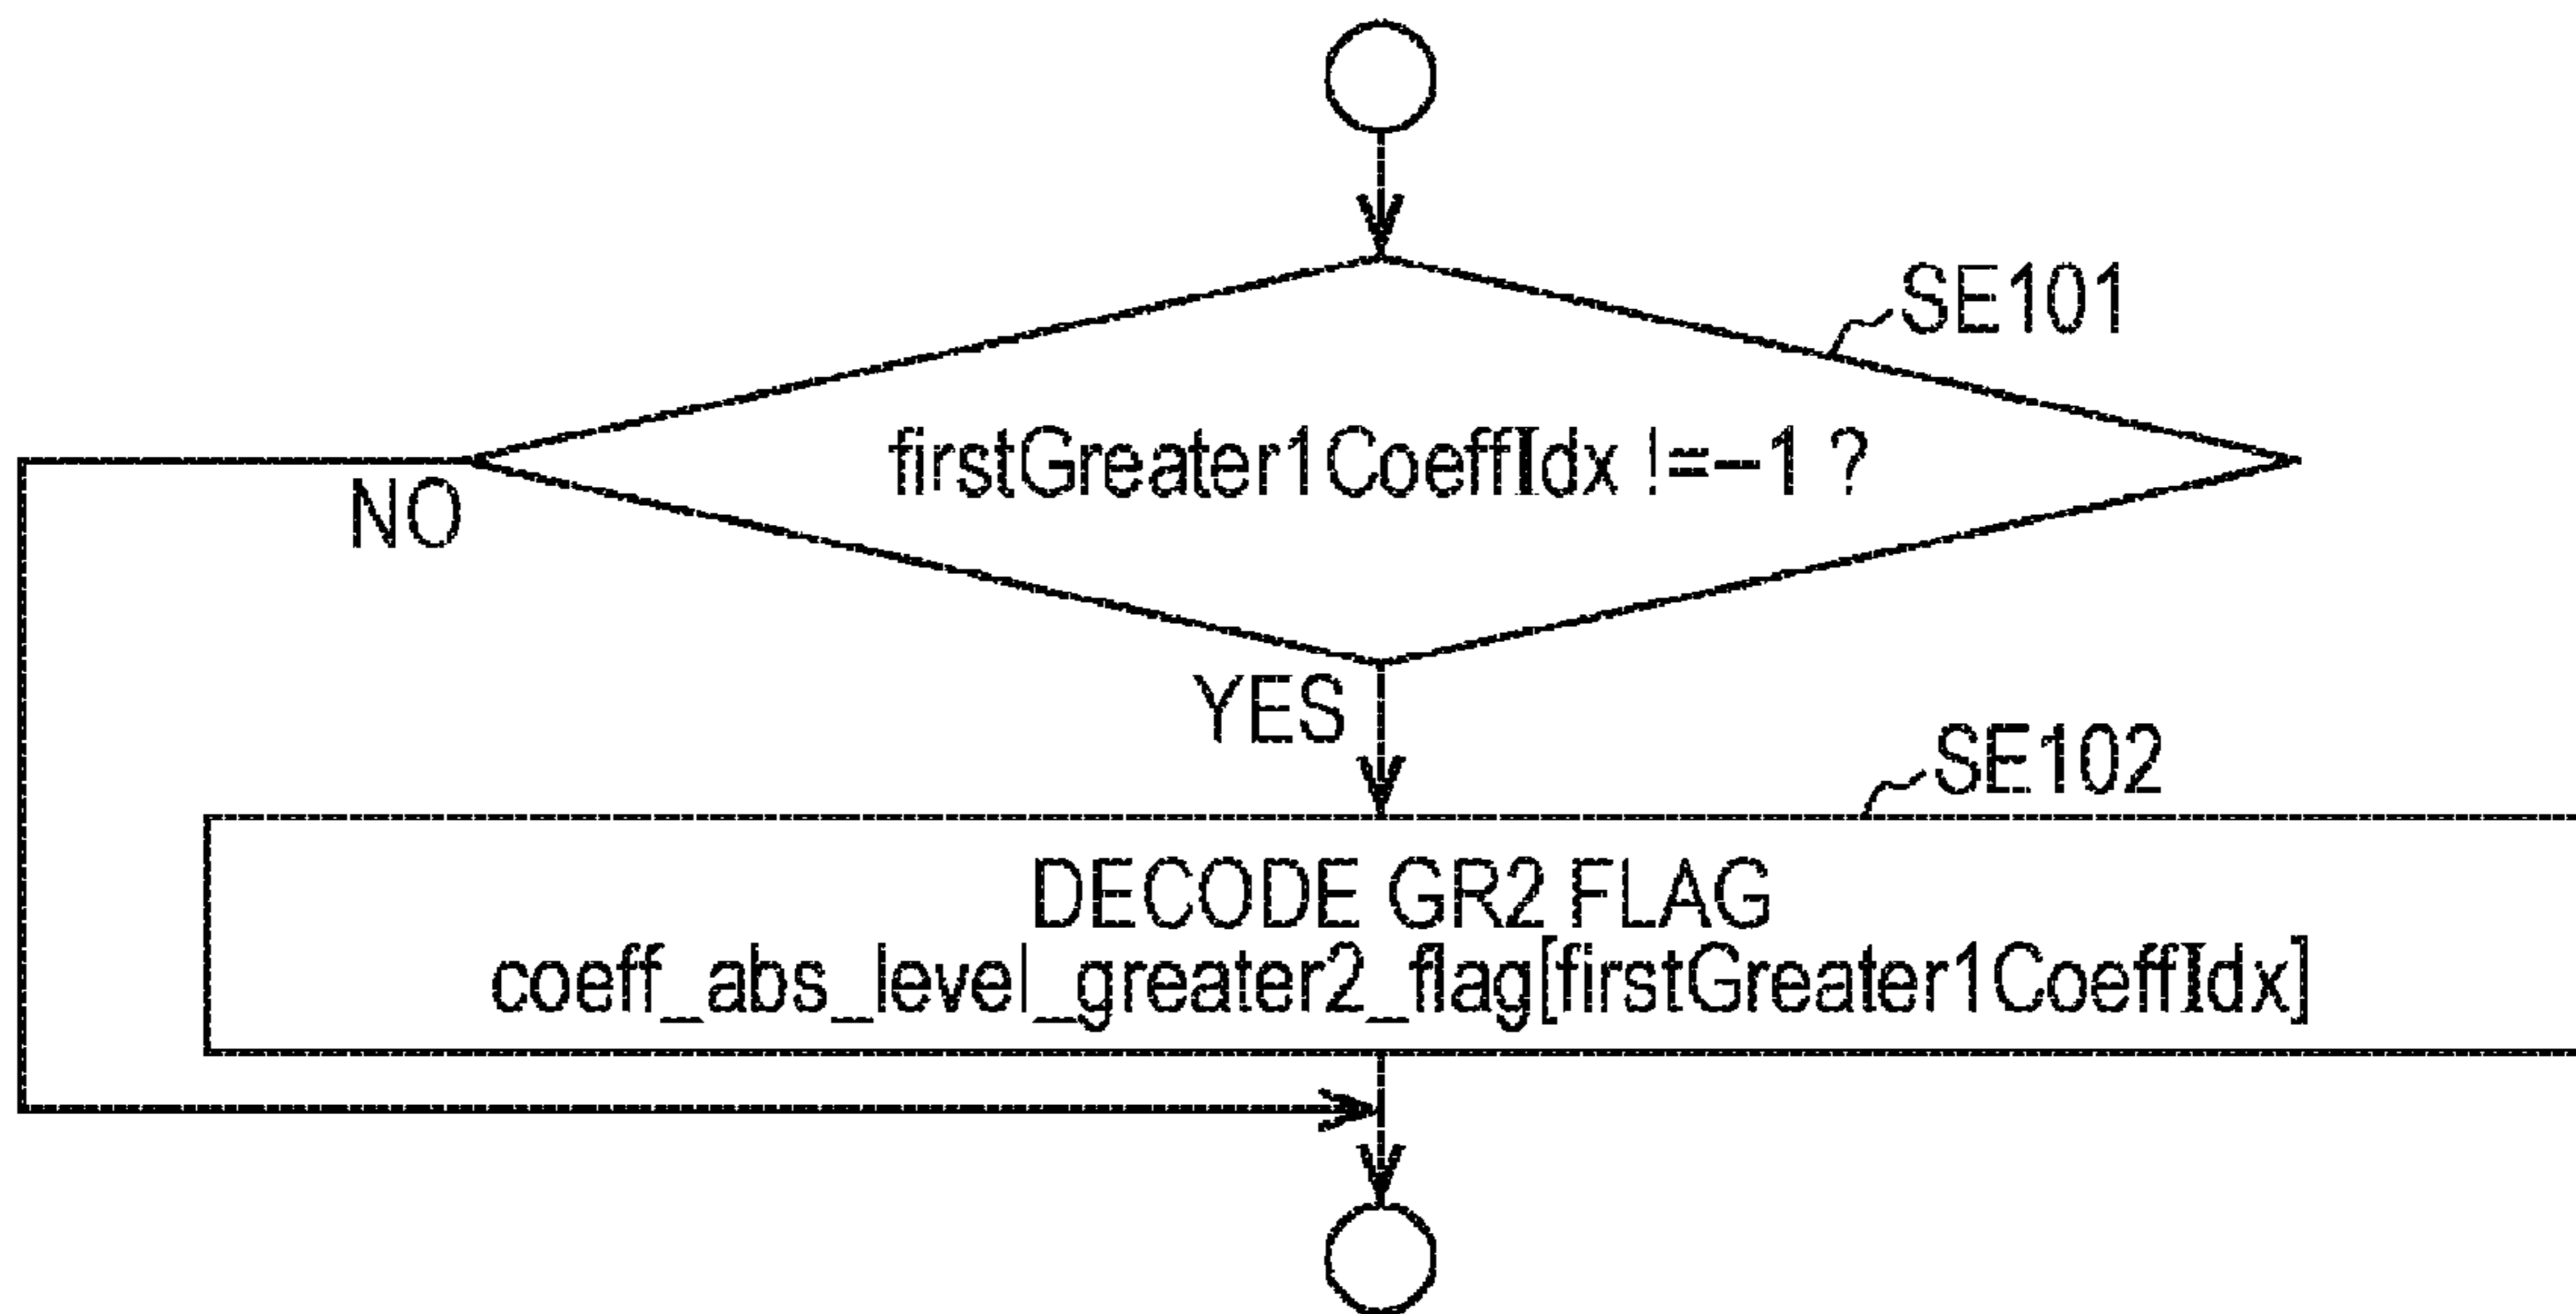 SE101
firstGreater1CoeffIdx !=−1 ?
NO
YES
SE102
DECODE GR2 FLAG
coeff_abs_level_greater2_flag[firstGreater1CoeffIdx]